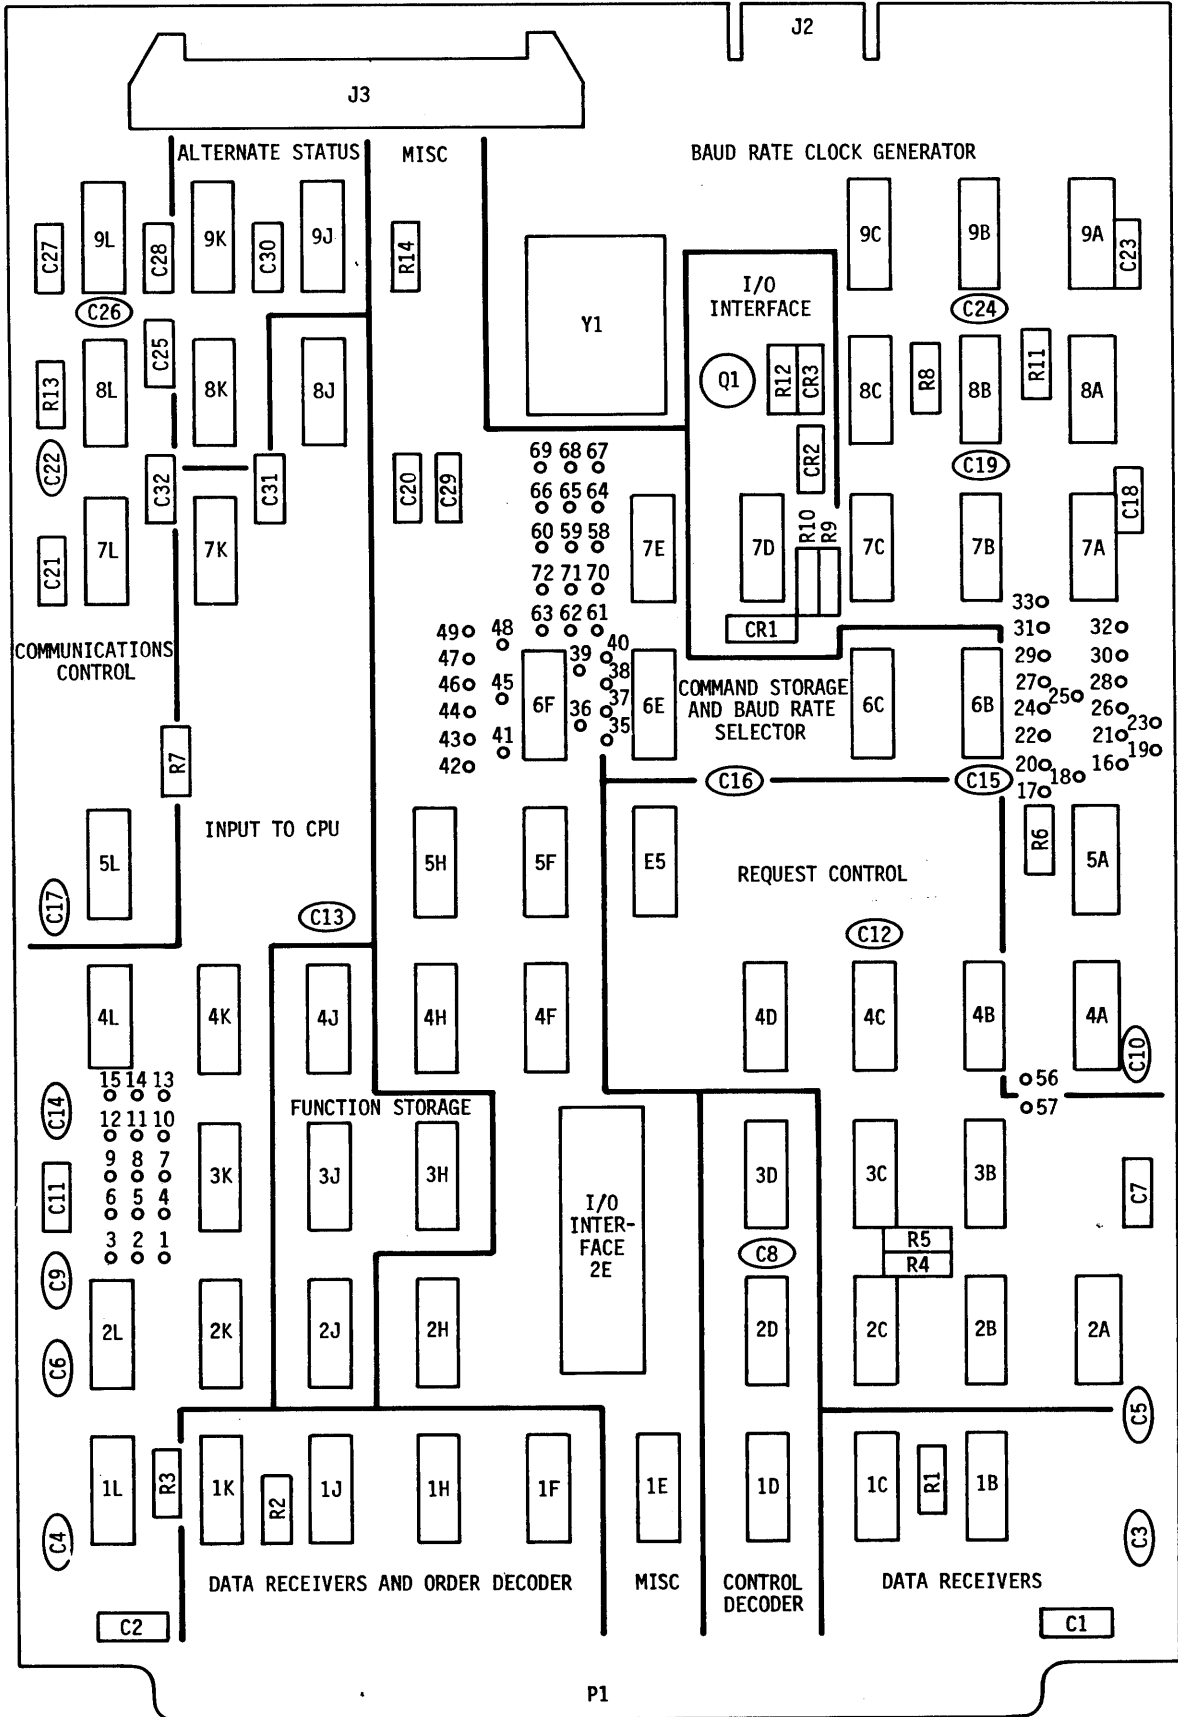 J2
J3
ALTERNATE STATUS
MISC
BAUD RATE CLOCK GENERATOR
C27
9L
C28
9K
C30
9J
R14
9C
9B
9A
C23
I/O
INTERFACE
C26
Y1
C24
C25
R13
8L
8K
8J
Q1
R12
CR3
8C
R8
8B
R11
8A
C22
C32
C31
C20
C29
69 68 67
CR2
C19
C18
66 65 64
60 59 58
R10
R9
C21
7L
7K
7E
7D
7C
7B
7A
72 71 70
33
63 62 61
CR1
49
48
31
32
COMMUNICATIONS
CONTROL
47
39
40
29
30
38
46
45
27
28
25
COMMAND STORAGE
AND BAUD RATE
SELECTOR
6F
6E
6C
6B
44
37
24
26
36
35
23
43
41
22
21
19
42
20
16
18
17
R7
C16
C15
INPUT TO CPU
5L
5H
5F
E5
R6
5A
REQUEST CONTROL
C17
C13
C12
4L
4K
4J
4H
4F
4D
4C
4B
4A
C10
15 14 13
56
57
C14
FUNCTION STORAGE
12 11 10
9 8 7
3K
3J
3H
3D
3C
3B
C11
C7
6 5 4
I/O
INTER-
FACE
2E
3 2 1
R5
R4
C8
C9
2L
2K
2J
2H
2D
2C
2B
2A
C6
C5
1L
R3
1K
R2
1J
1H
1F
1E
1D
1C
R1
1B
C4
C3
DATA RECEIVERS AND ORDER DECODER
MISC
CONTROL
DECODER
DATA RECEIVERS
C2
C1
P1